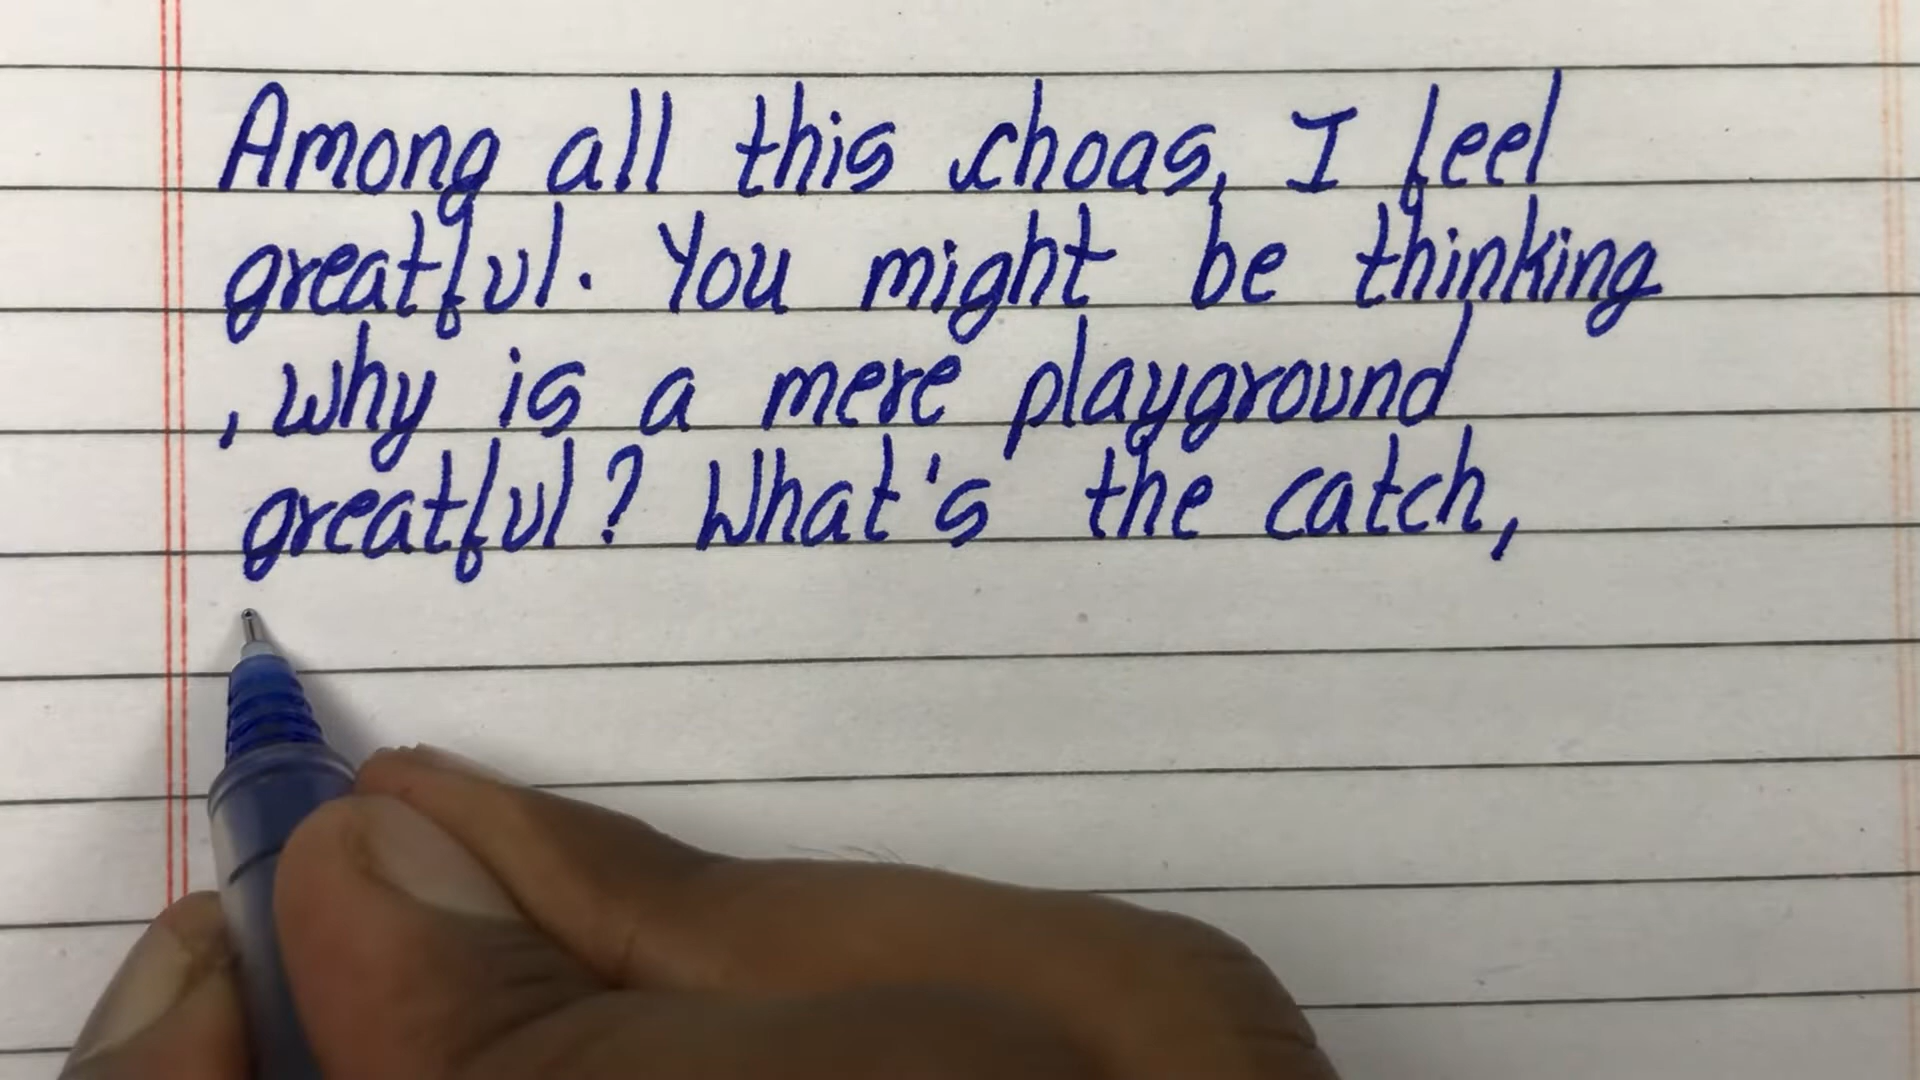 Among all this choas, I feel
greatful. You might be thinking
, why is a mere playground
greatful? What's the catch,